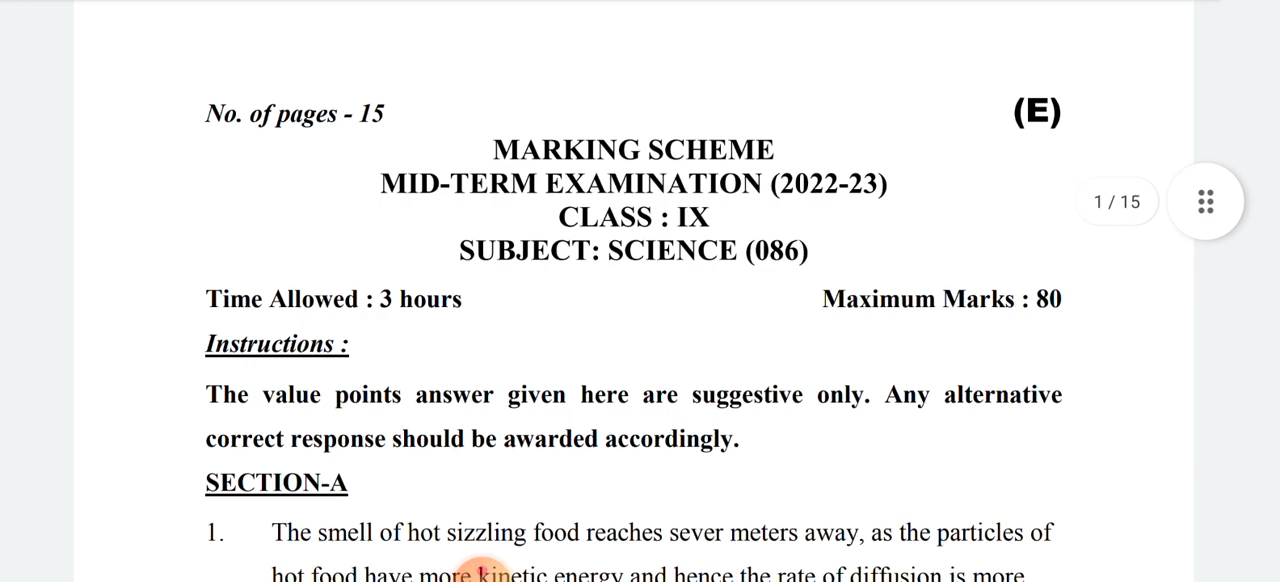 No. of pages - 15
(E)
MARKING SCHEME
MID-TERM EXAMINATION (2022-23)
CLASS : IX
1 / 15
SUBJECT: SCIENCE (086)
Time Allowed : 3 hours Maximum Marks : 80
Instructions :
The value points answer given here are suggestive only. Any alternative
correct response should be awarded accordingly.
SECTION-A
1. The smell of hot sizzling food reaches sever meters away, as the particles of
hot food have more kinetic energy and hence the rate of diffusion is more